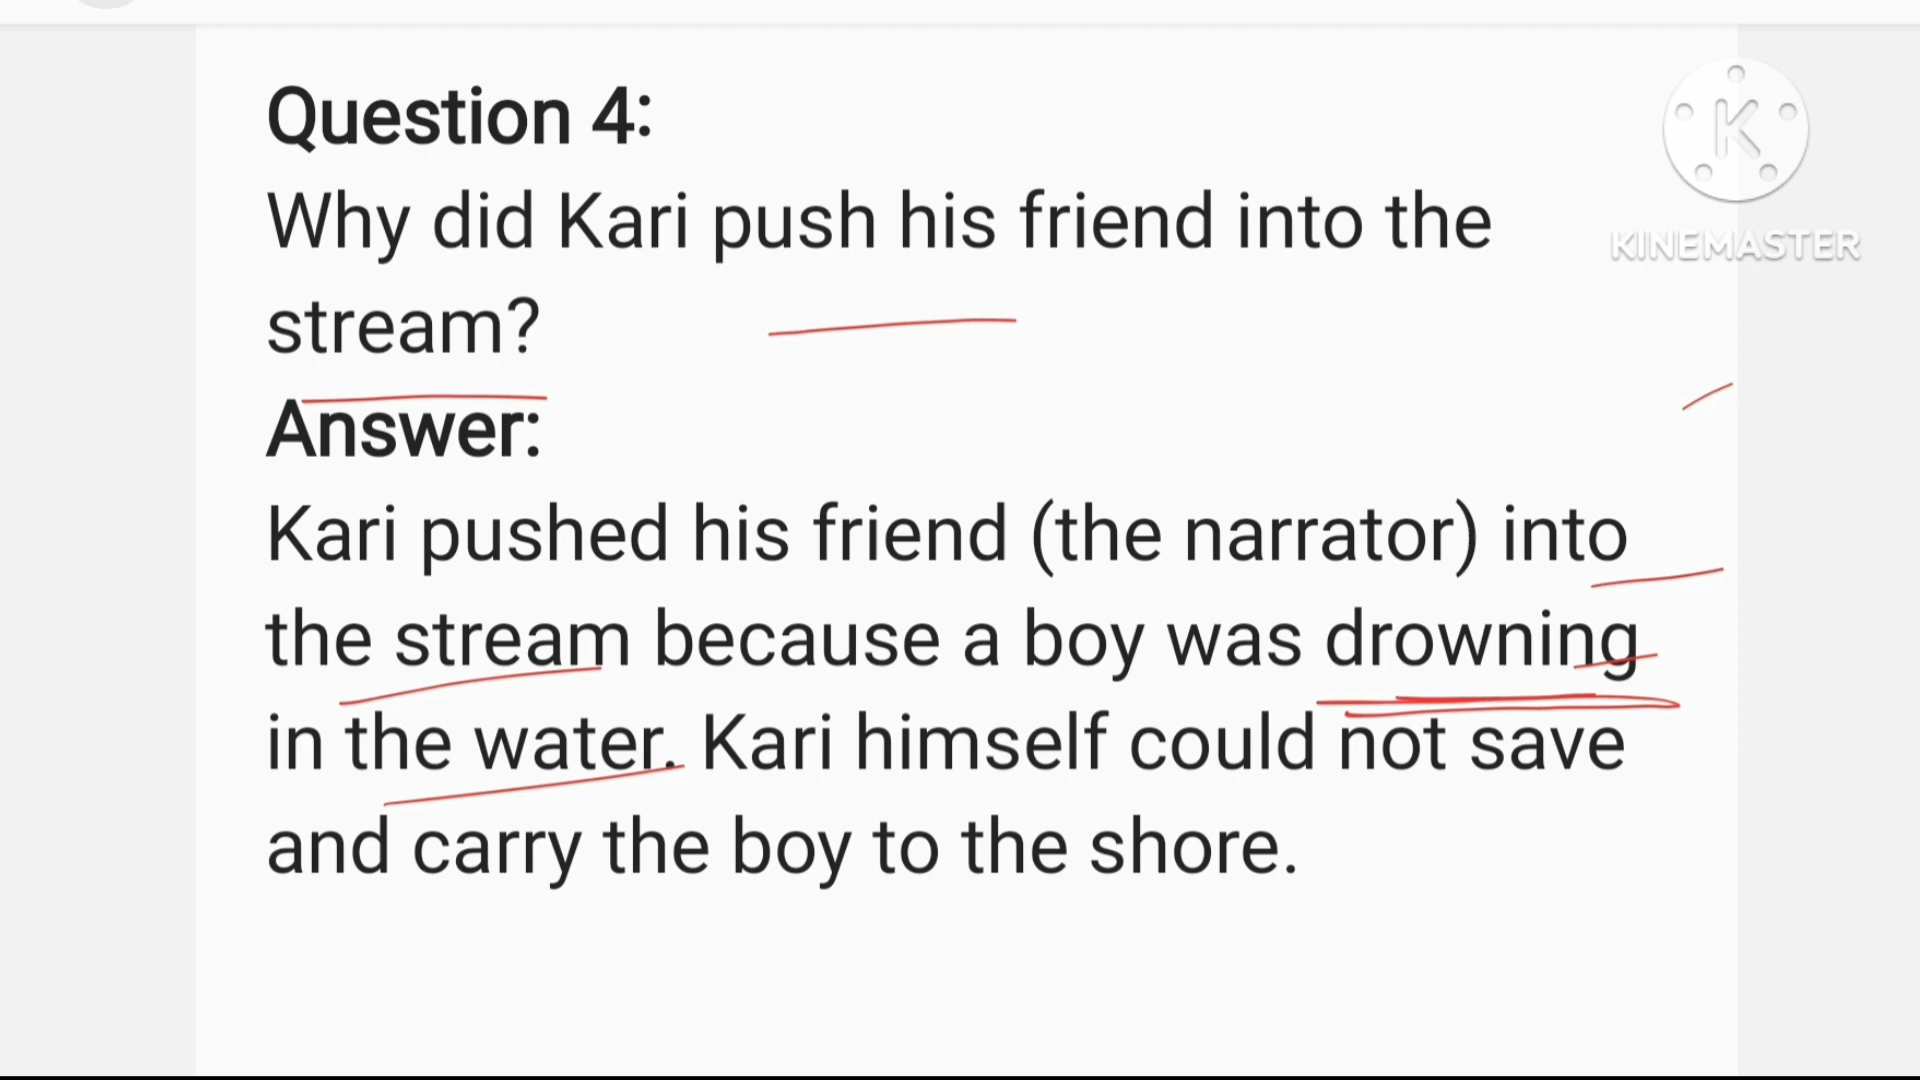 Question 4:
Why did Kari push his friend into the
stream?
Answer:
Kari pushed his friend (the narrator) into
the stream because a boy was drowning
in the water. Kari himself could not save
and carry the boy to the shore.
K
KINEMASTER